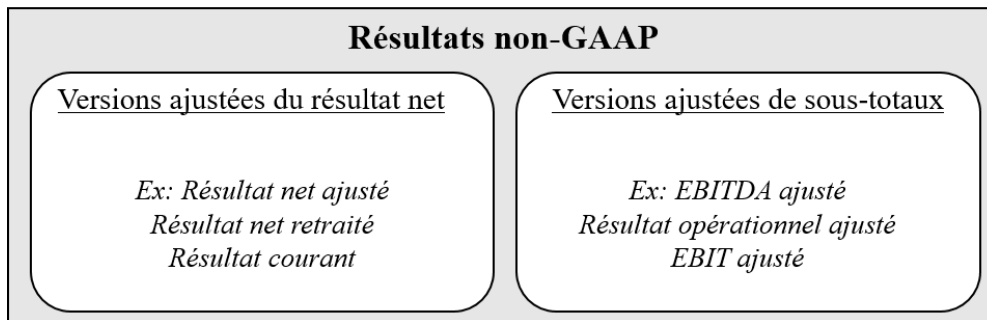 Résultats non-GAAP
Versions ajustées du résultat net
Ex: Résultat net ajusté
Résultat net retraité
Résultat courant
Versions ajustées de sous-totaux
Ex: EBITDA ajusté
Résultat opérationnel ajusté
EBIT ajusté